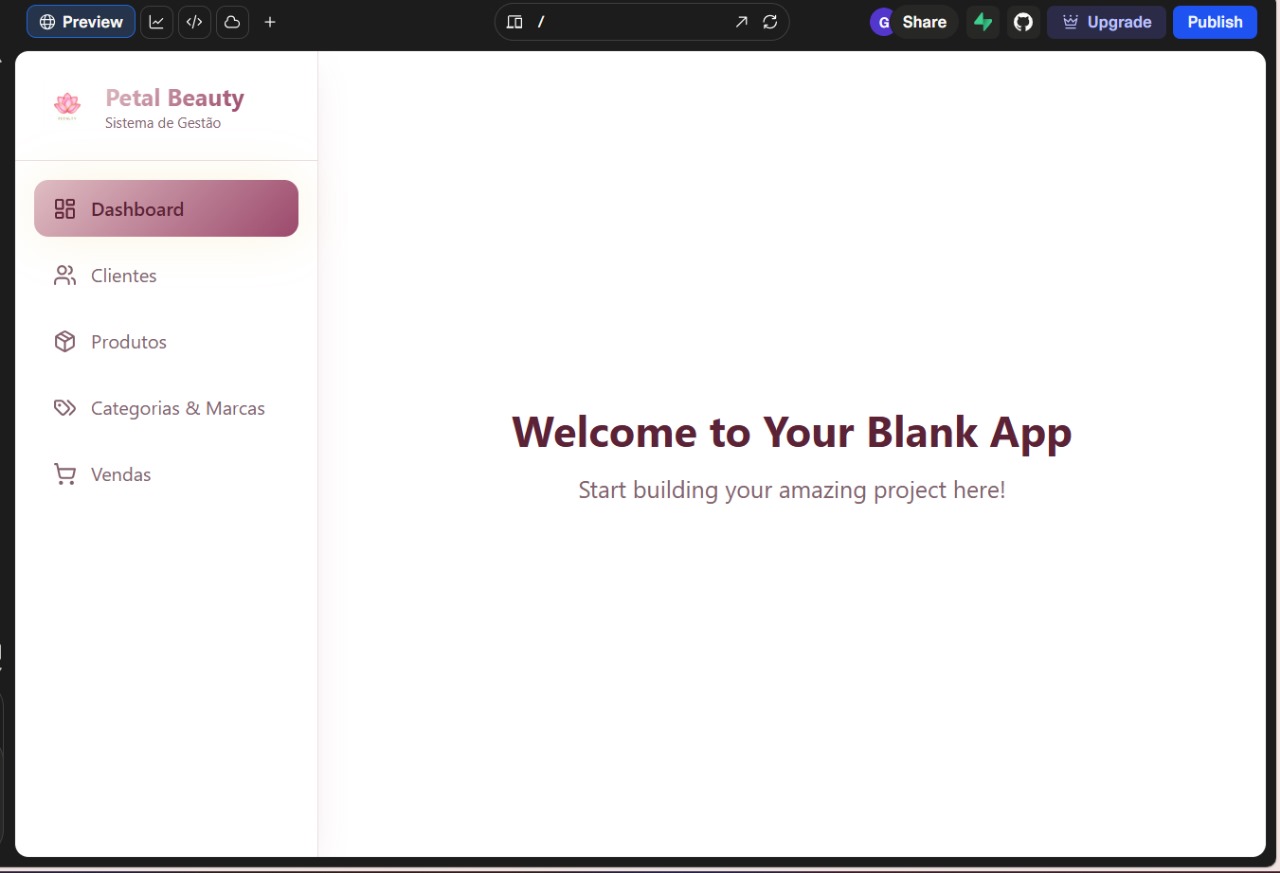 Preview
/
G
Share
Upgrade
Publish
Petal Beauty
Sistema de Gestão
Dashboard
Clientes
Produtos
Categorias & Marcas
Vendas
Welcome to Your Blank App
Start building your amazing project here!